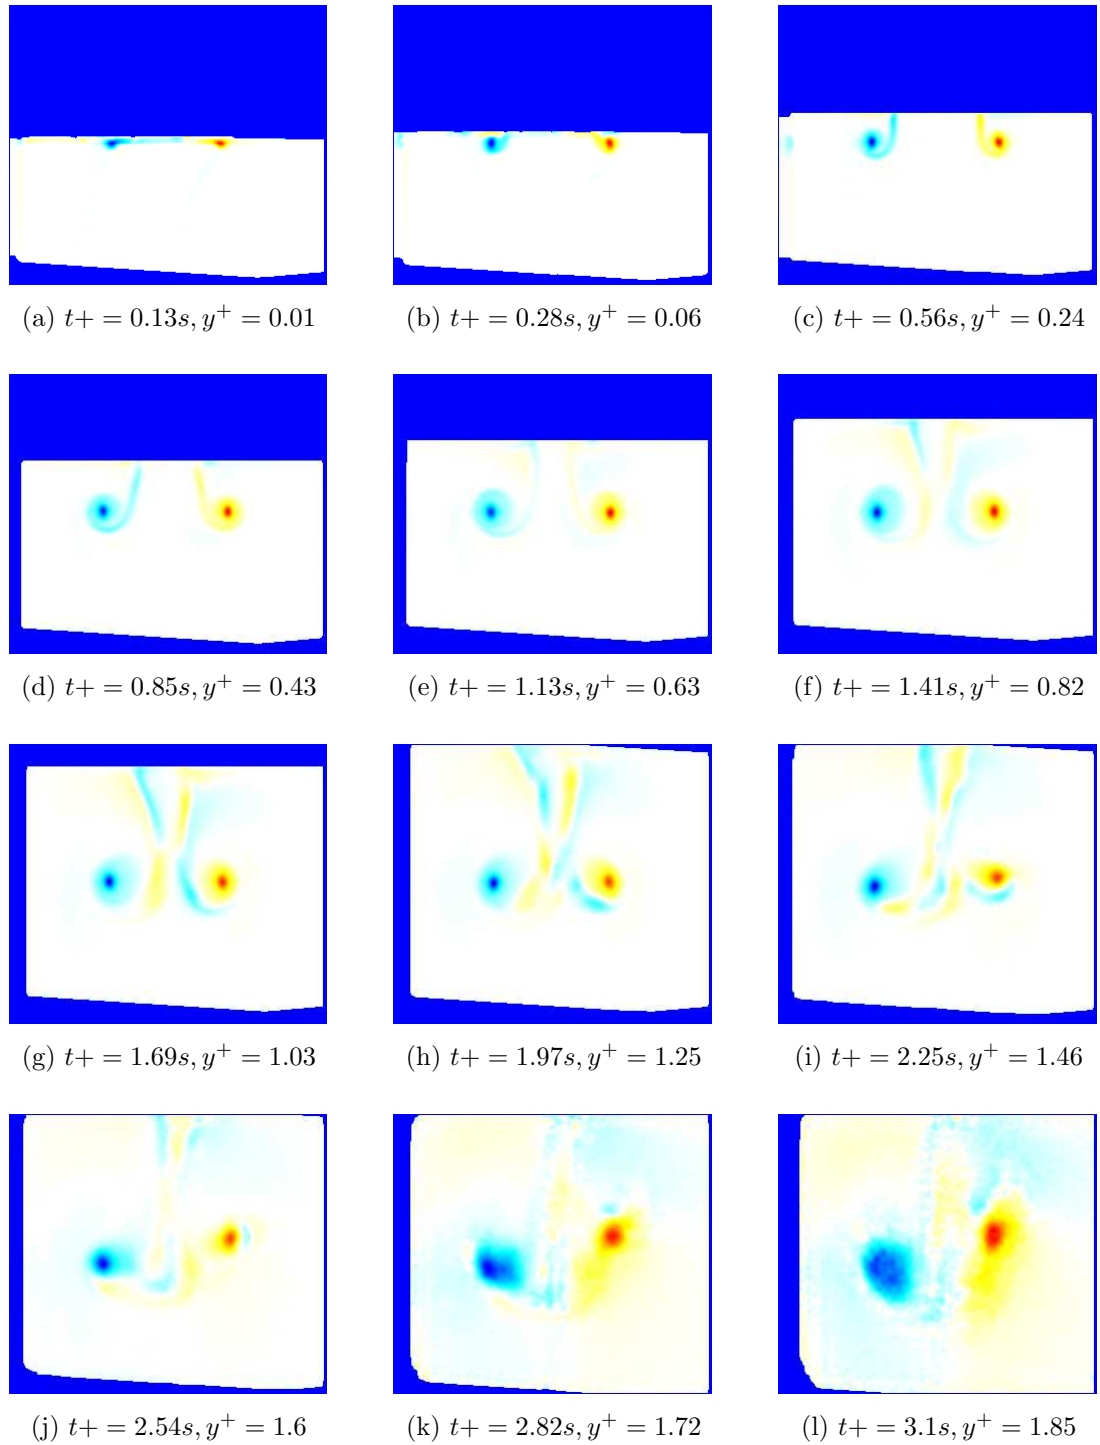 (a) t+ = 0.13s, y⁺ = 0.01
(b) t+ = 0.28s, y⁺ = 0.06
(c) t+ = 0.56s, y⁺ = 0.24
(d) t+ = 0.85s, y⁺ = 0.43
(e) t+ = 1.13s, y⁺ = 0.63
(f) t+ = 1.41s, y⁺ = 0.82
(g) t+ = 1.69s, y⁺ = 1.03
(h) t+ = 1.97s, y⁺ = 1.25
(i) t+ = 2.25s, y⁺ = 1.46
(j) t+ = 2.54s, y⁺ = 1.6
(k) t+ = 2.82s, y⁺ = 1.72
(l) t+ = 3.1s, y⁺ = 1.85